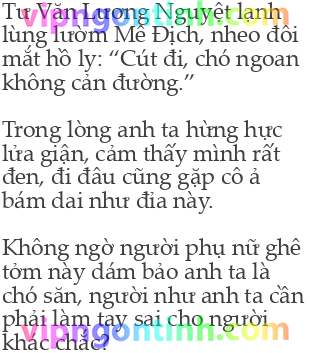 vipngontinh.com
Tư Văn Lương Nguyệt lạnh
lùng lườm Mê Địch, nheo đôi
mắt hồ ly: “Cút đi, chó ngoan
không cản đường.”
Trong lòng anh ta hừng hực
lửa giận, cảm thấy mình rất
đen, đi đâu cũng gặp cô ả
bám dai như đỉa này.
vipngontinh.com
Không ngờ người phụ nữ ghê
tởm này dám bảo anh ta là
chó săn, người như anh ta cần
phải làm tay sai cho người
vipngontinh.com
khác chắc?